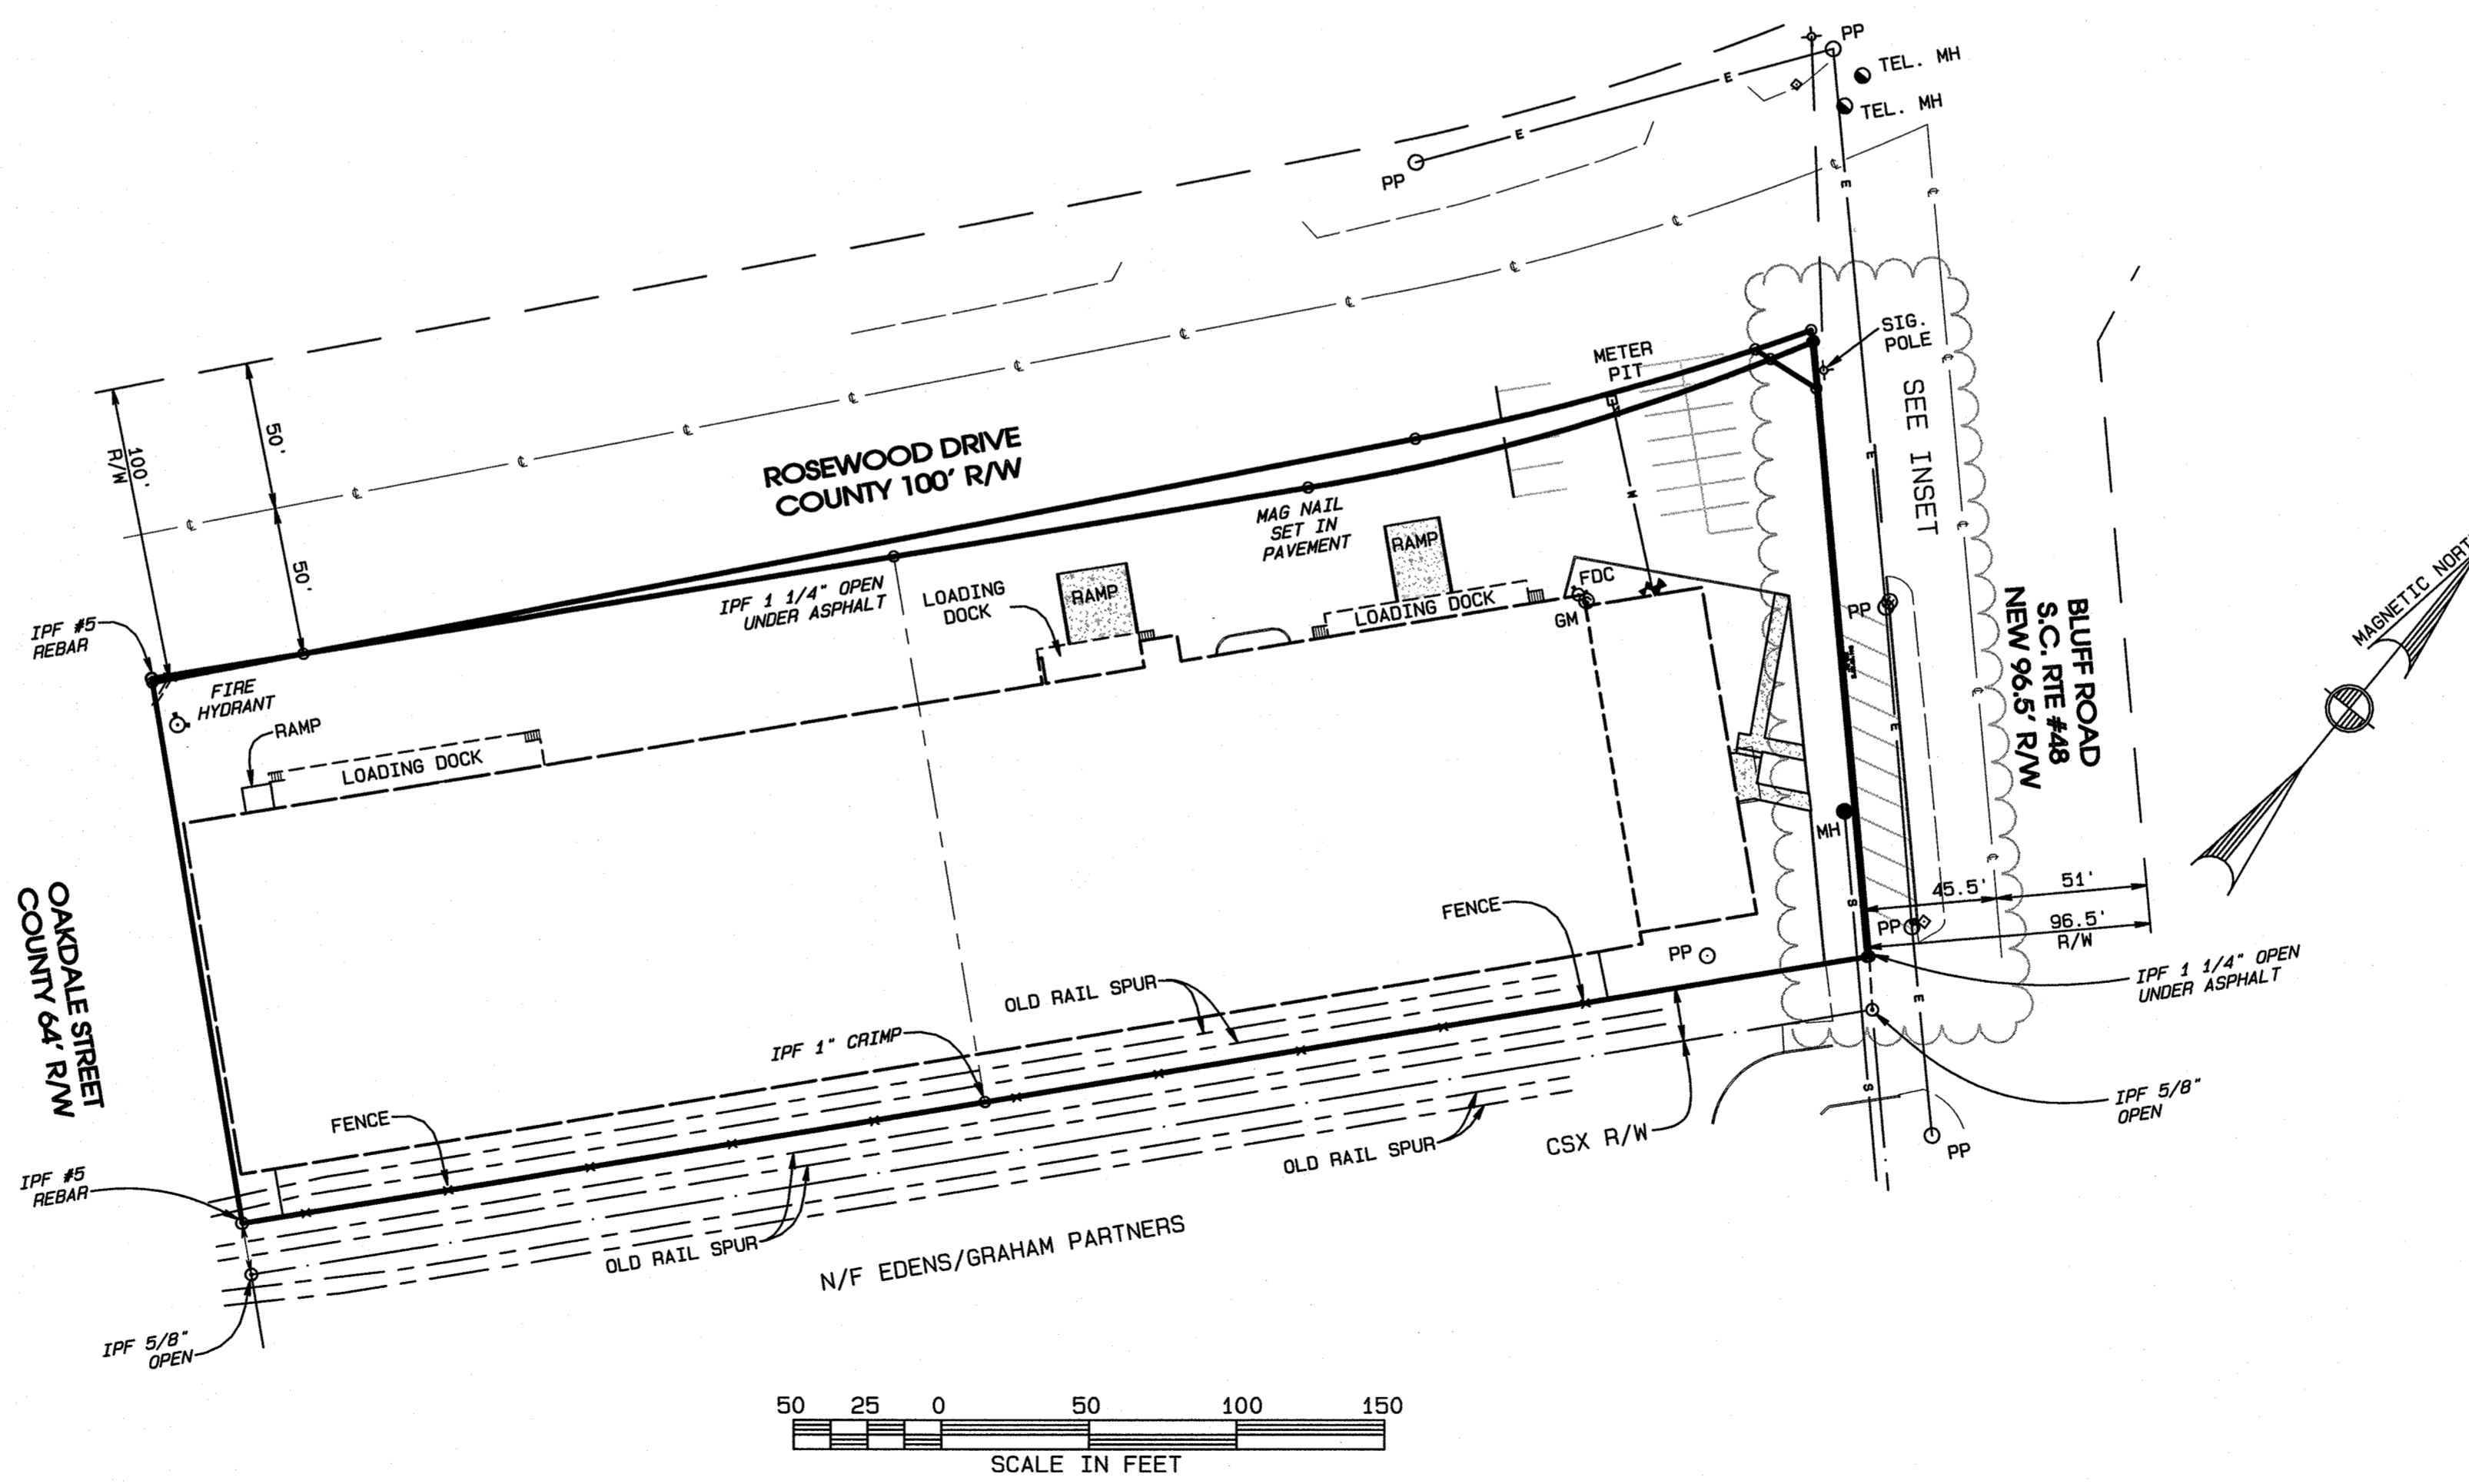 PP
TEL. MH
TEL. MH
E
E
PP
℄
E
℄
℄
℄
℄
℄
℄
℄
℄
℄
℄
℄
℄
SIG.
POLE
METER
PIT
SEE INSET
50'
100'
R/W
50'
ROSEWOOD DRIVE
COUNTY 100' R/W
MAG NAIL
SET IN
PAVEMENT
W
E
℄
℄
℄
RAMP
RAMP
IPF 1 1/4" OPEN
UNDER ASPHALT
LOADING
DOCK
LOADING DOCK
FDC
GM
PP
BLUFF ROAD
S.C. RTE #48
NEW 96.5' R/W
MAGNETIC NORTH
IPF #5
REBAR
FIRE
HYDRANT
RAMP
LOADING DOCK
E
℄
MH
℄
OAKDALE STREET
COUNTY 64' R/W
FENCE
S
45.5'
51'
PP
96.5'
R/W
PP
IPF 1 1/4" OPEN
UNDER ASPHALT
OLD RAIL SPUR
E
IPF 1" CRIMP
FENCE
S
IPF 5/8"
OPEN
CSX R/W
PP
OLD RAIL SPUR
IPF #5
REBAR
OLD RAIL SPUR
N/F EDENS/GRAHAM PARTNERS
IPF 5/8"
OPEN
50 25 0 50 100 150
SCALE IN FEET